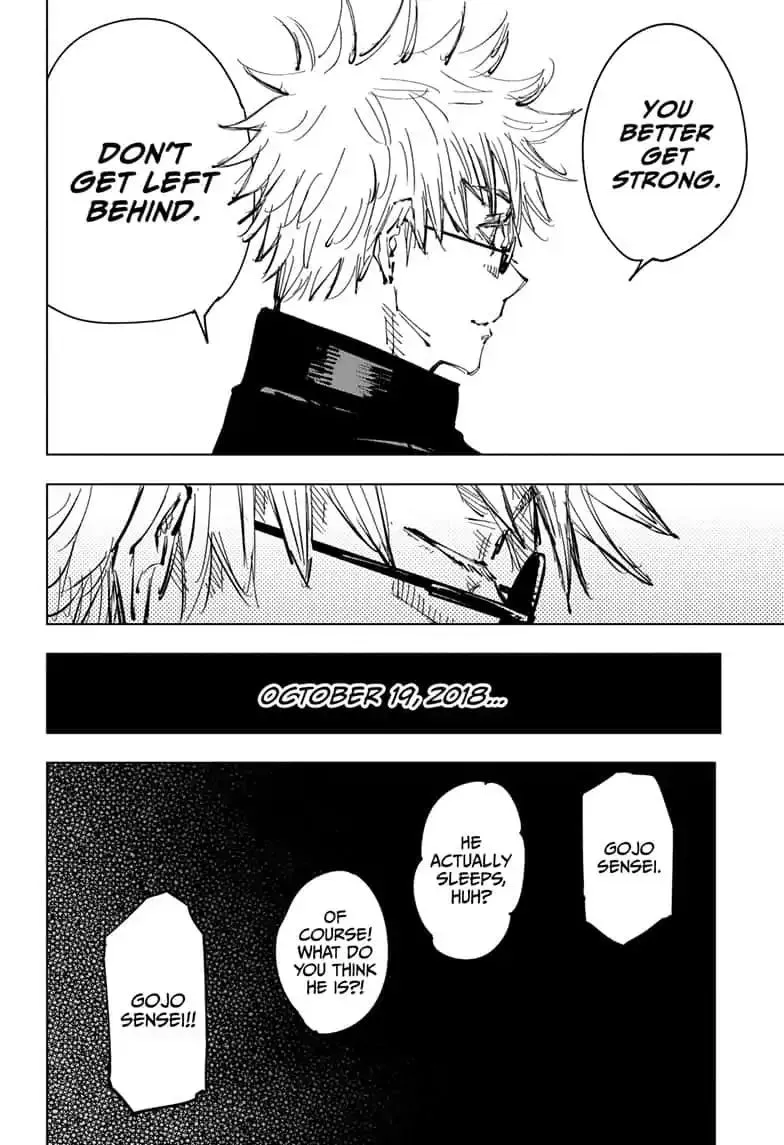 YOU
BETTER
GET
STRONG.
DON'T
GET LEFT
BEHIND.
OCTOBER 19, 2018...
GOJO
SENSEI.
HE
ACTUALLY
SLEEPS,
HUH?
OF
COURSE!
WHAT DO
YOU THINK
HE IS?!
GOJO
SENSEI!!